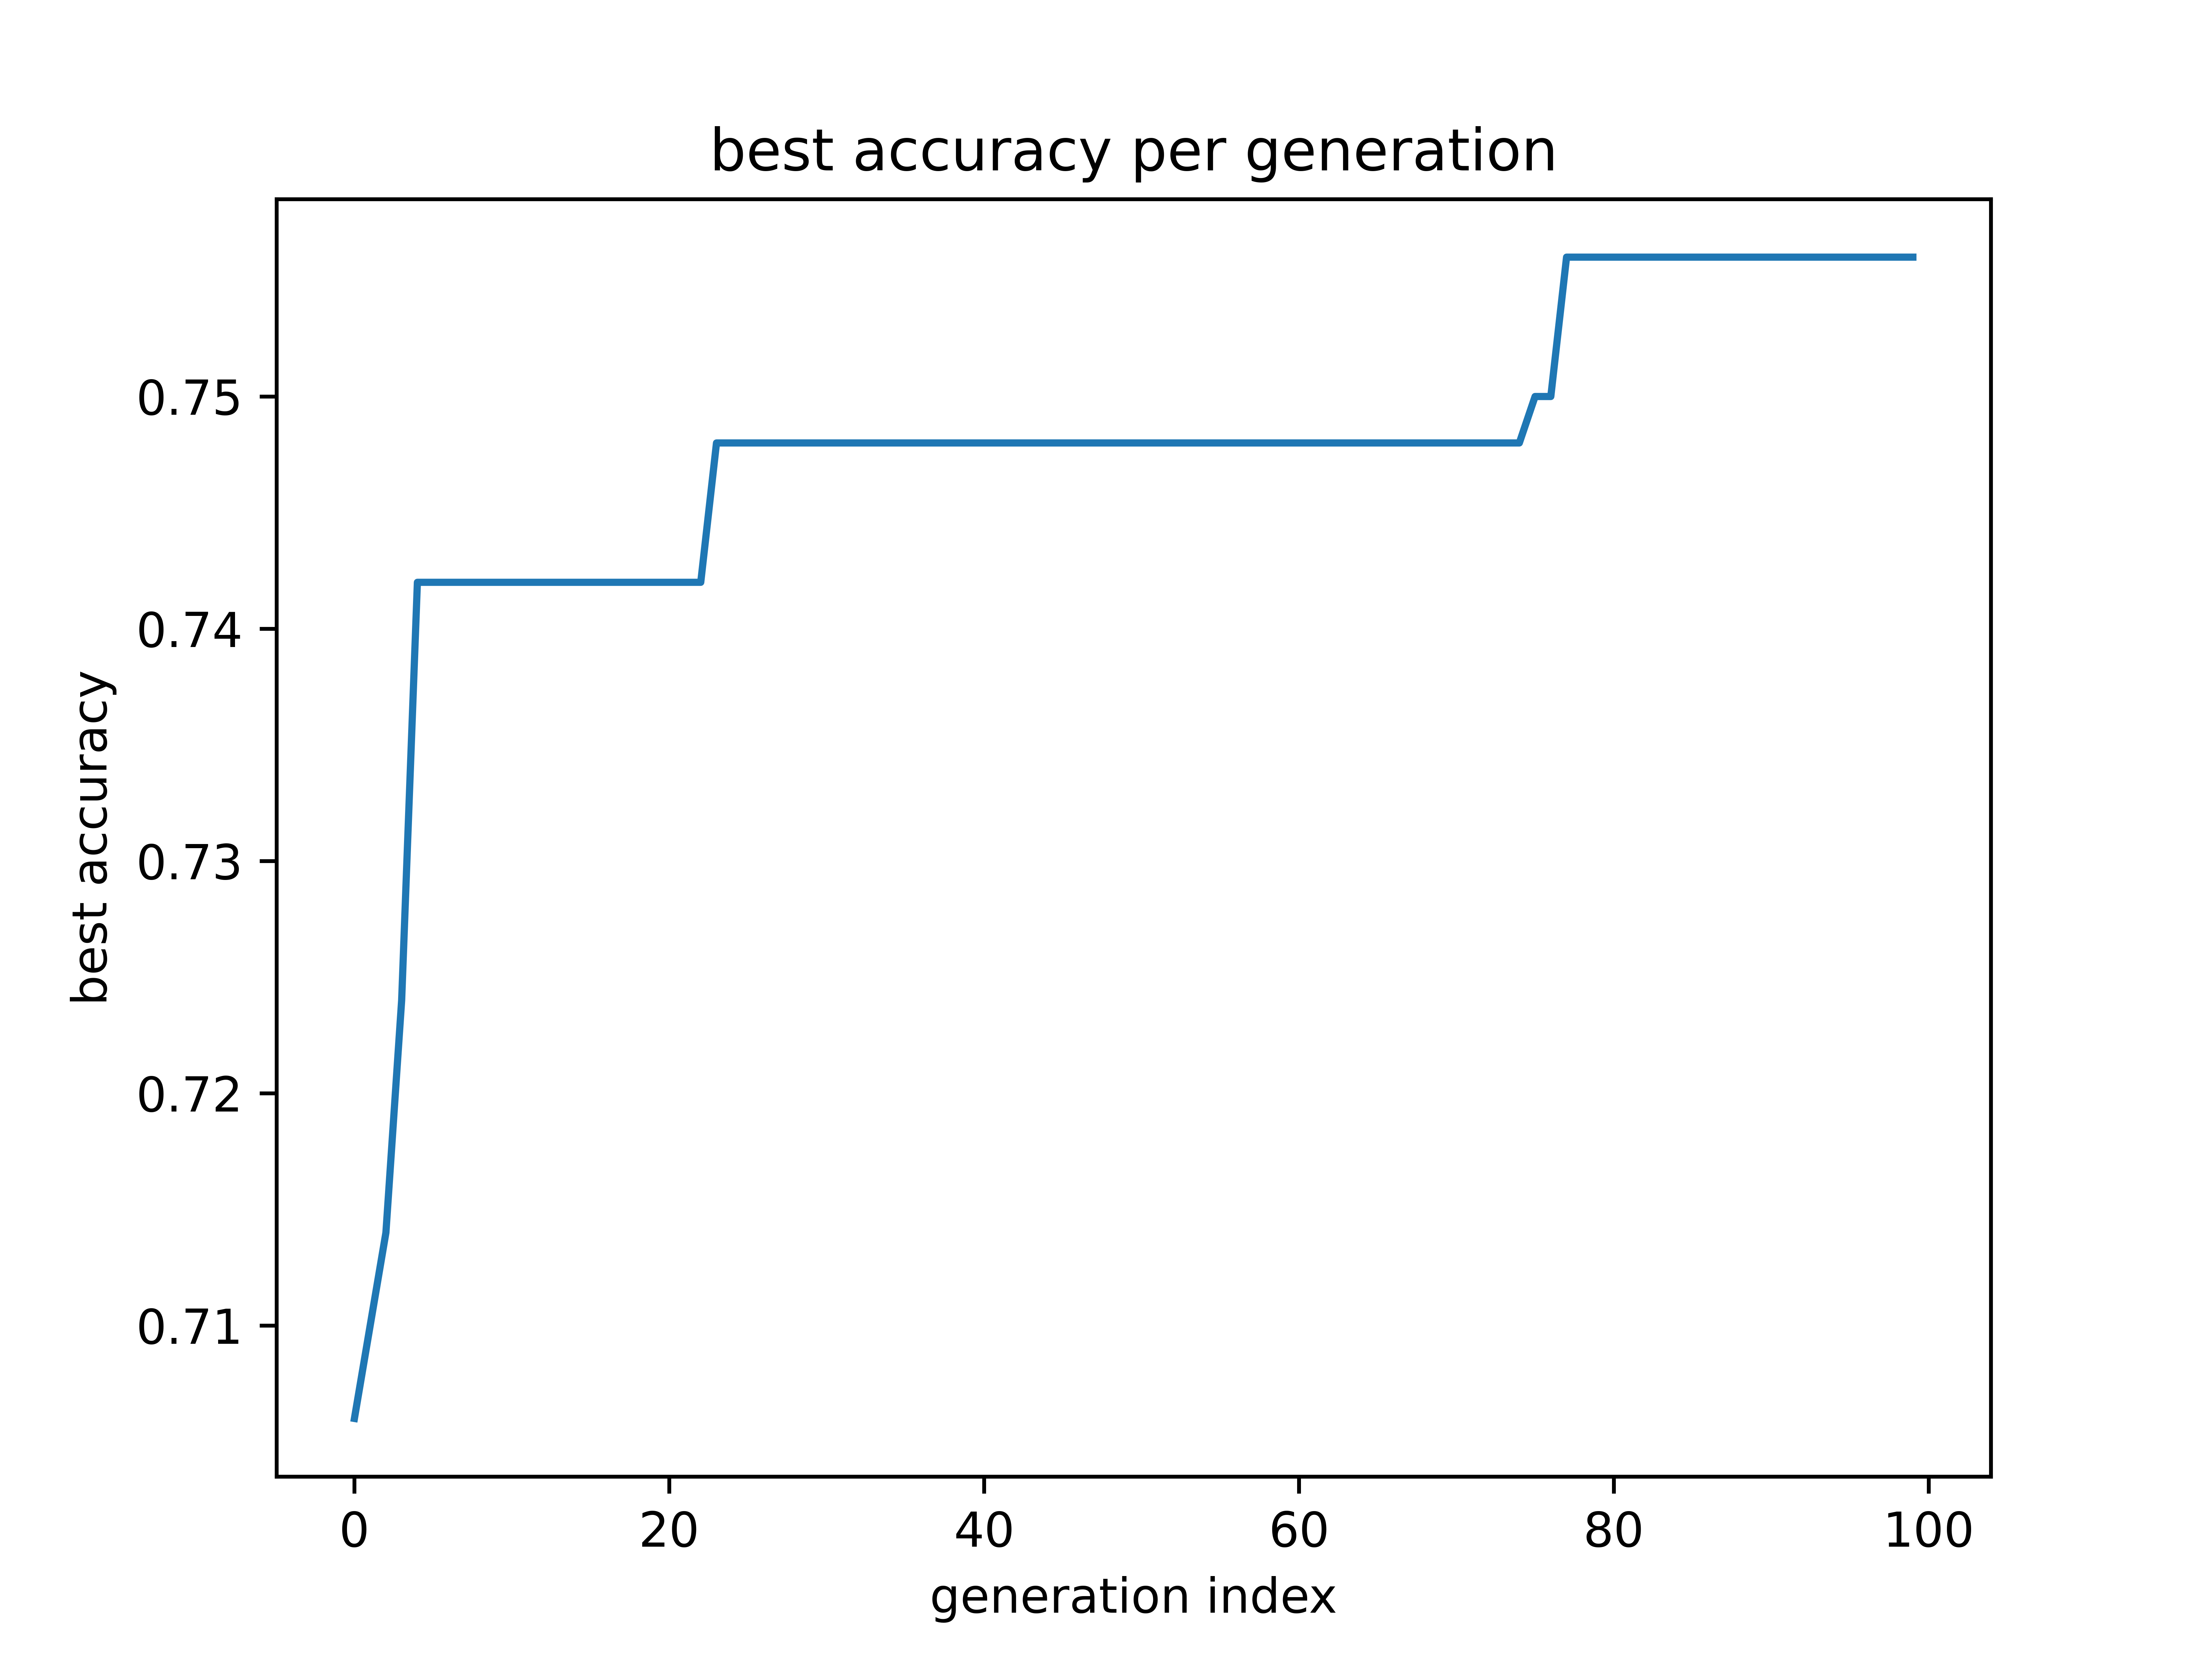 best accuracy per generation
0.75
0.74
0.73
0.72
0.71
best accuracy
0 20 40 60 80 100
generation index